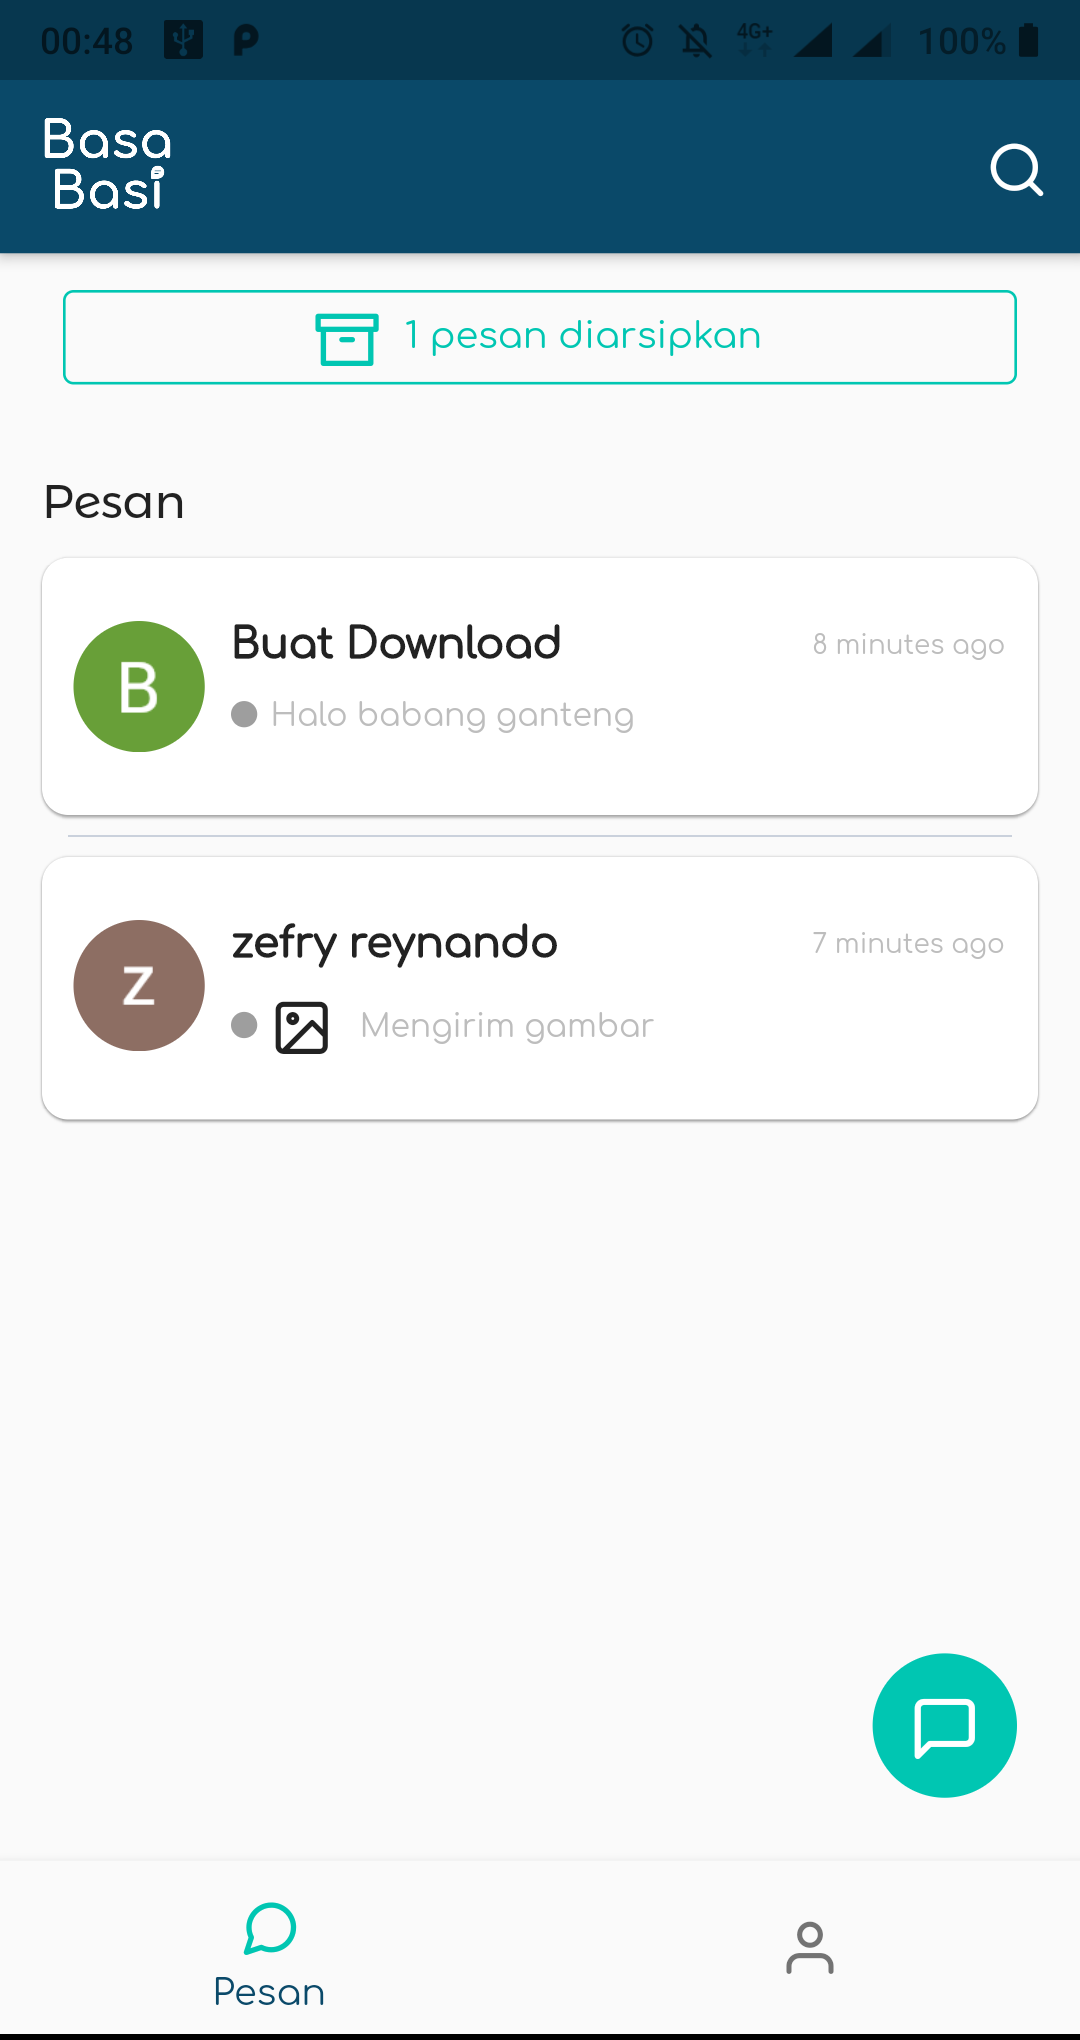 00:48
4G+
100%
Basa
Basi
1 pesan diarsipkan
Pesan
B
Buat Download
8 minutes ago
Halo babang ganteng
z
zefry reynando
7 minutes ago
Mengirim gambar
Pesan